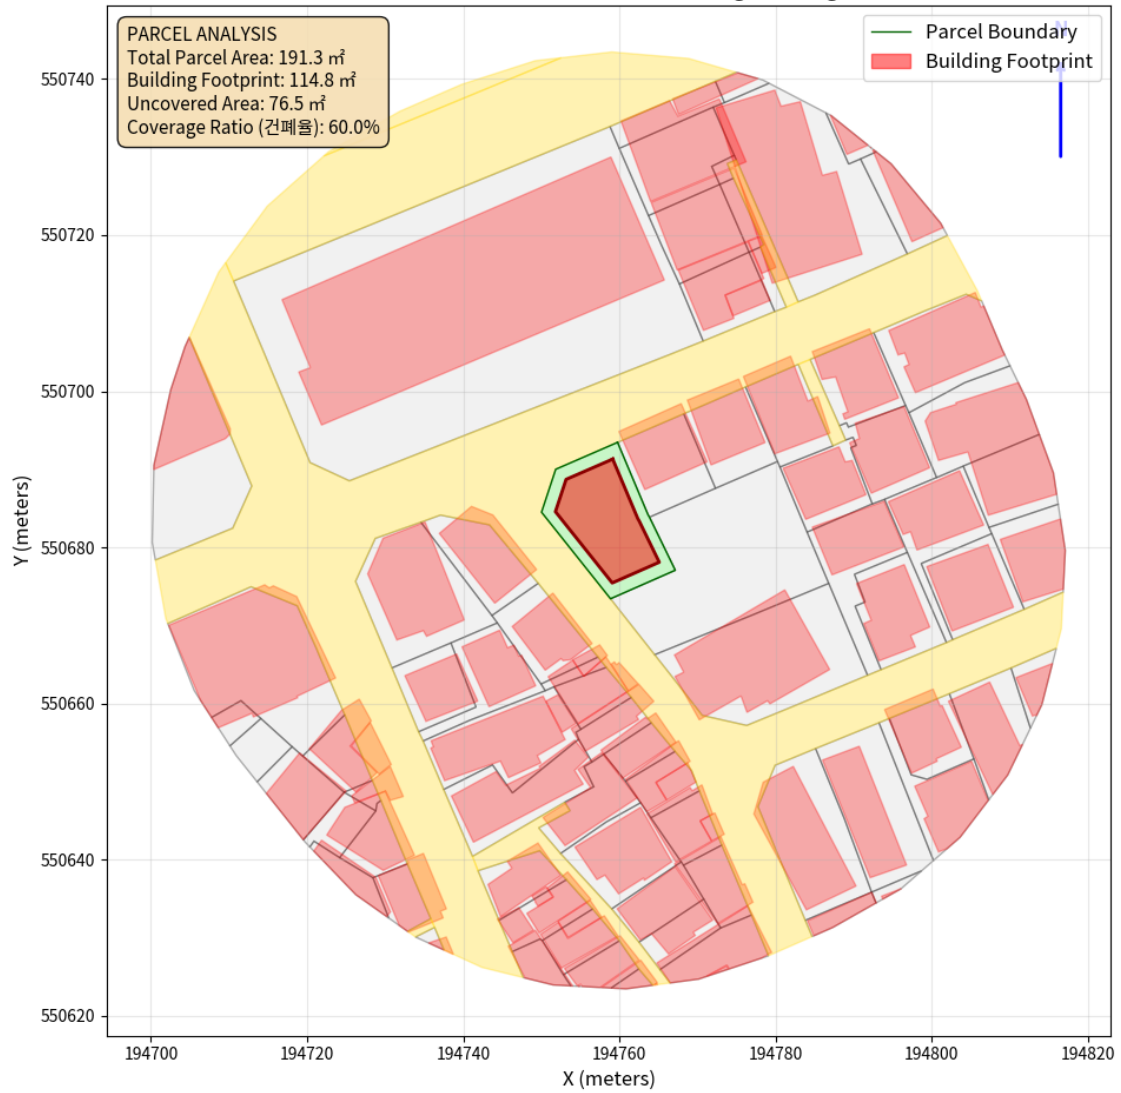 PARCEL ANALYSIS
Total Parcel Area: 191.3 ㎡
Building Footprint: 114.8 ㎡
Uncovered Area: 76.5 ㎡
Coverage Ratio (건폐율): 60.0%
N
Parcel Boundary
Building Footprint
550740
550720
550700
550680
550660
550640
550620
Y (meters)
194700
194720
194740
194760
194780
194800
194820
X (meters)